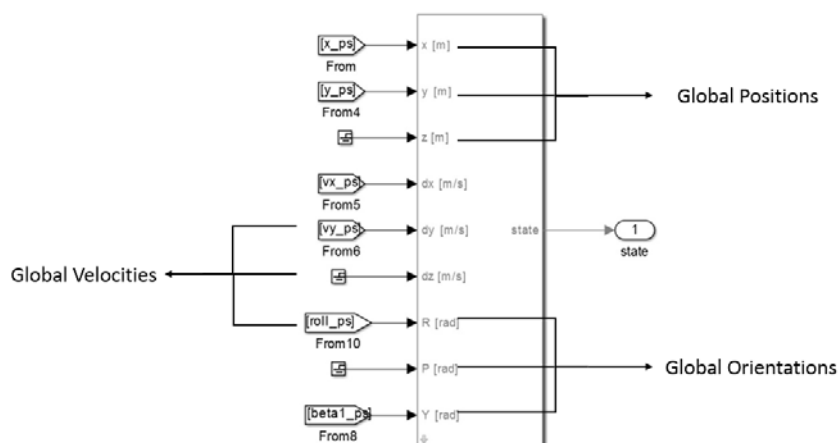 [x_ps]
From
x [m]
[y_ps]
From4
y [m]
Global Positions
z [m]
[vx_ps]
From5
dx [m/s]
[vy_ps]
From6
dy [m/s]
state
1
state
Global Velocities
dz [m/s]
[roll_ps]
From10
R [rad]
P [rad]
Global Orientations
[beta1_ps]
From8
Y [rad]